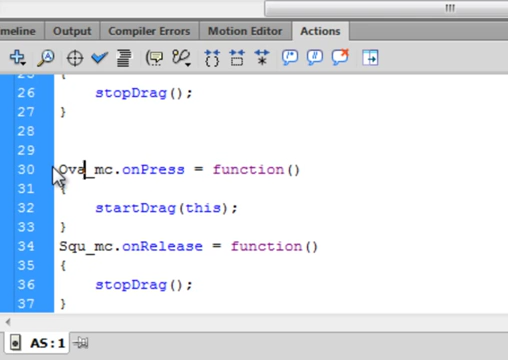 meline Output Compiler Errors Motion Editor Actions
25 {
26 stopDrag();
27 }
28
29
30 Ova_mc.onPress = function()
31 {
32 startDrag(this);
33 }
34 Squ_mc.onRelease = function()
35 {
36 stopDrag();
37 }
AS:1